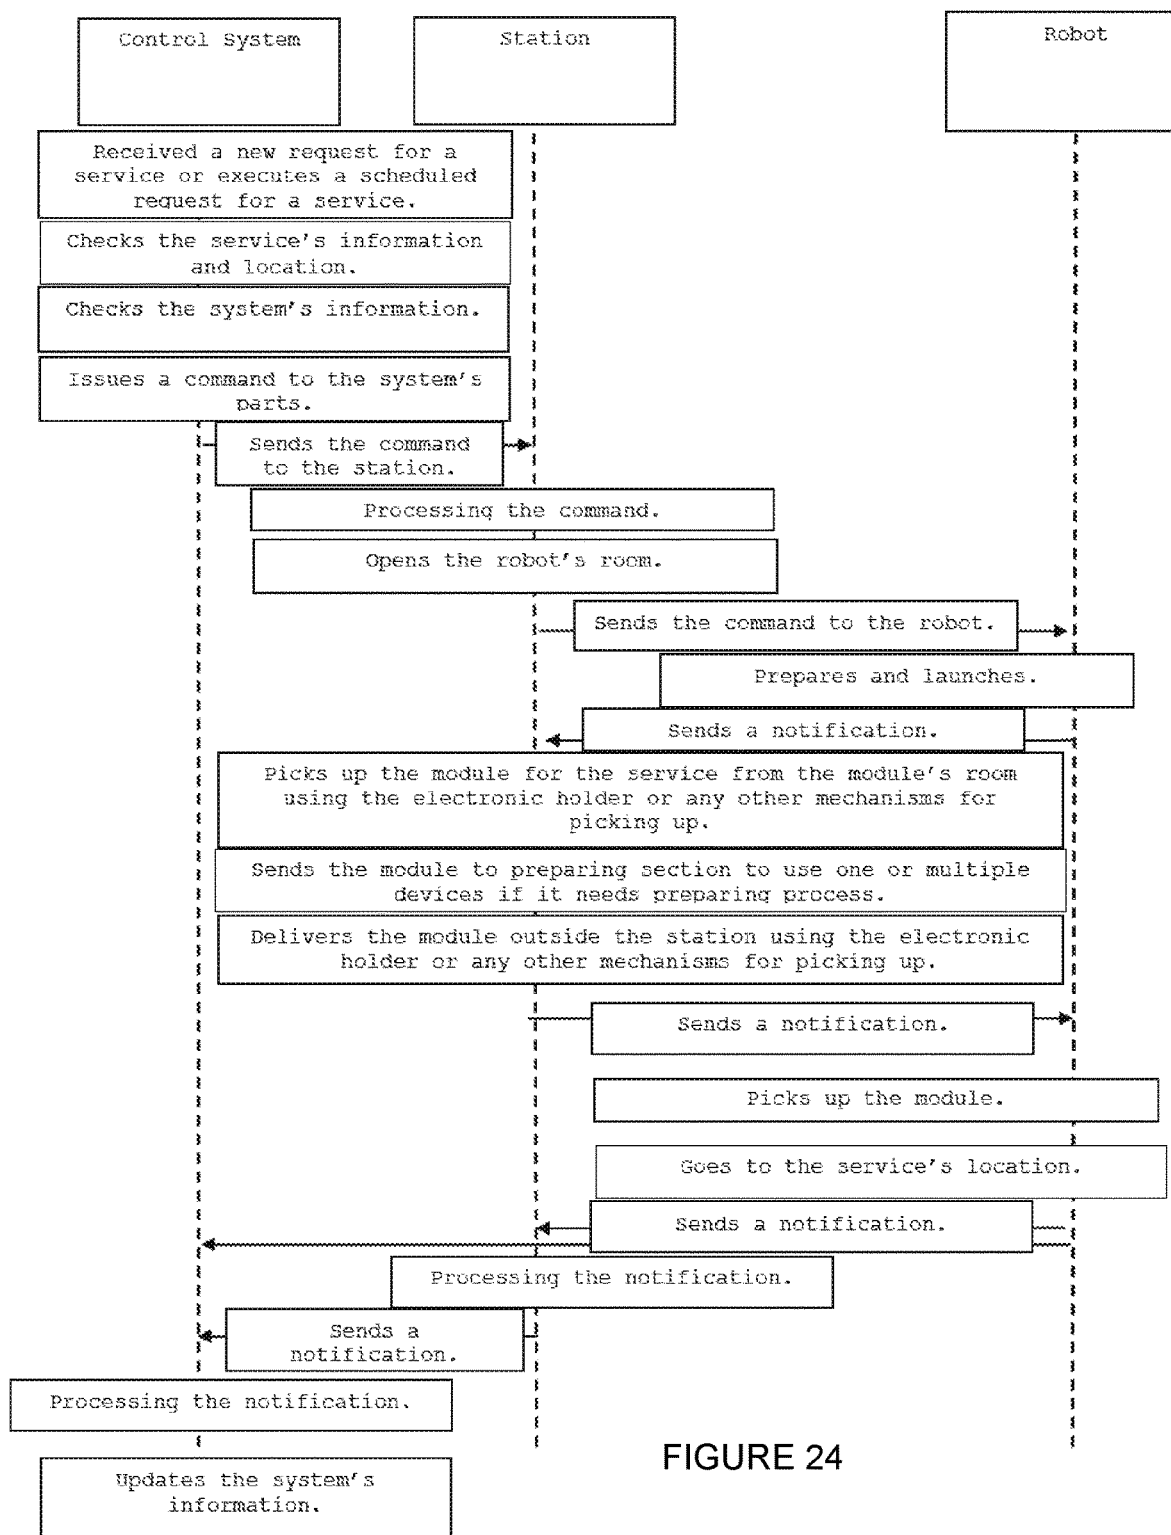 Control System
Station
Robot
Received a new request for a
service or executes a scheduled
request for a service.
Checks the service's information
and location.
Checks the system's information.
Issues a command to the system's
parts.
Sends the command
to the station.
Processing the command.
Opens the robot's room.
Sends the command to the robot.
Prepares and launches.
Sends a notification.
Picks up the module for the service from the module's room
using the electronic holder or any other mechanisms for
picking up.
Sends the module to preparing section to use one or multiple
devices if it needs preparing process.
Delivers the module outside the station using the electronic
holder or any other mechanisms for picking up.
Sends a notification.
Picks up the module.
Goes to the service's location.
Sends a notification.
Processing the notification.
Sends a
notification.
Processing the notification.
Updates the system's
information.
FIGURE 24